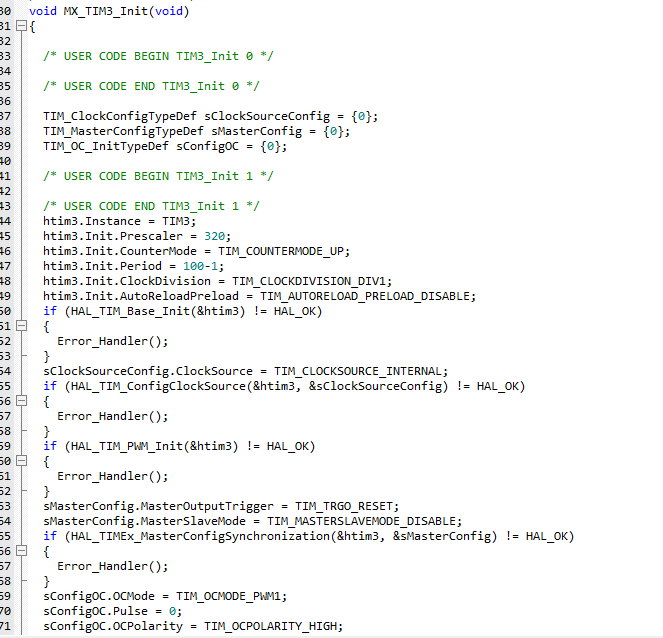 30 void MX_TIM3_Init(void)
31 {
32
33 /* USER CODE BEGIN TIM3_Init 0 */
34
35 /* USER CODE END TIM3_Init 0 */
36
37 TIM_ClockConfigTypeDef sClockSourceConfig = {0};
38 TIM_MasterConfigTypeDef sMasterConfig = {0};
39 TIM_OC_InitTypeDef sConfigOC = {0};
40
41 /* USER CODE BEGIN TIM3_Init 1 */
42
43 /* USER CODE END TIM3_Init 1 */
44 htim3.Instance = TIM3;
45 htim3.Init.Prescaler = 320;
46 htim3.Init.CounterMode = TIM_COUNTERMODE_UP;
47 htim3.Init.Period = 100-1;
48 htim3.Init.ClockDivision = TIM_CLOCKDIVISION_DIV1;
49 htim3.Init.AutoReloadPreload = TIM_AUTORELOAD_PRELOAD_DISABLE;
50 if (HAL_TIM_Base_Init(&htim3) != HAL_OK)
51 {
52 Error_Handler();
53 }
54 sClockSourceConfig.ClockSource = TIM_CLOCKSOURCE_INTERNAL;
55 if (HAL_TIM_ConfigClockSource(&htim3, &sClockSourceConfig) != HAL_OK)
56 {
57 Error_Handler();
58 }
59 if (HAL_TIM_PWM_Init(&htim3) != HAL_OK)
60 {
61 Error_Handler();
62 }
63 sMasterConfig.MasterOutputTrigger = TIM_TRGO_RESET;
64 sMasterConfig.MasterSlaveMode = TIM_MASTERSLAVEMODE_DISABLE;
65 if (HAL_TIMEx_MasterConfigSynchronization(&htim3, &sMasterConfig) != HAL_OK)
66 {
67 Error_Handler();
68 }
69 sConfigOC.OCMode = TIM_OCMODE_PWM1;
70 sConfigOC.Pulse = 0;
71 sConfigOC.OCPolarity = TIM_OCPOLARITY_HIGH;